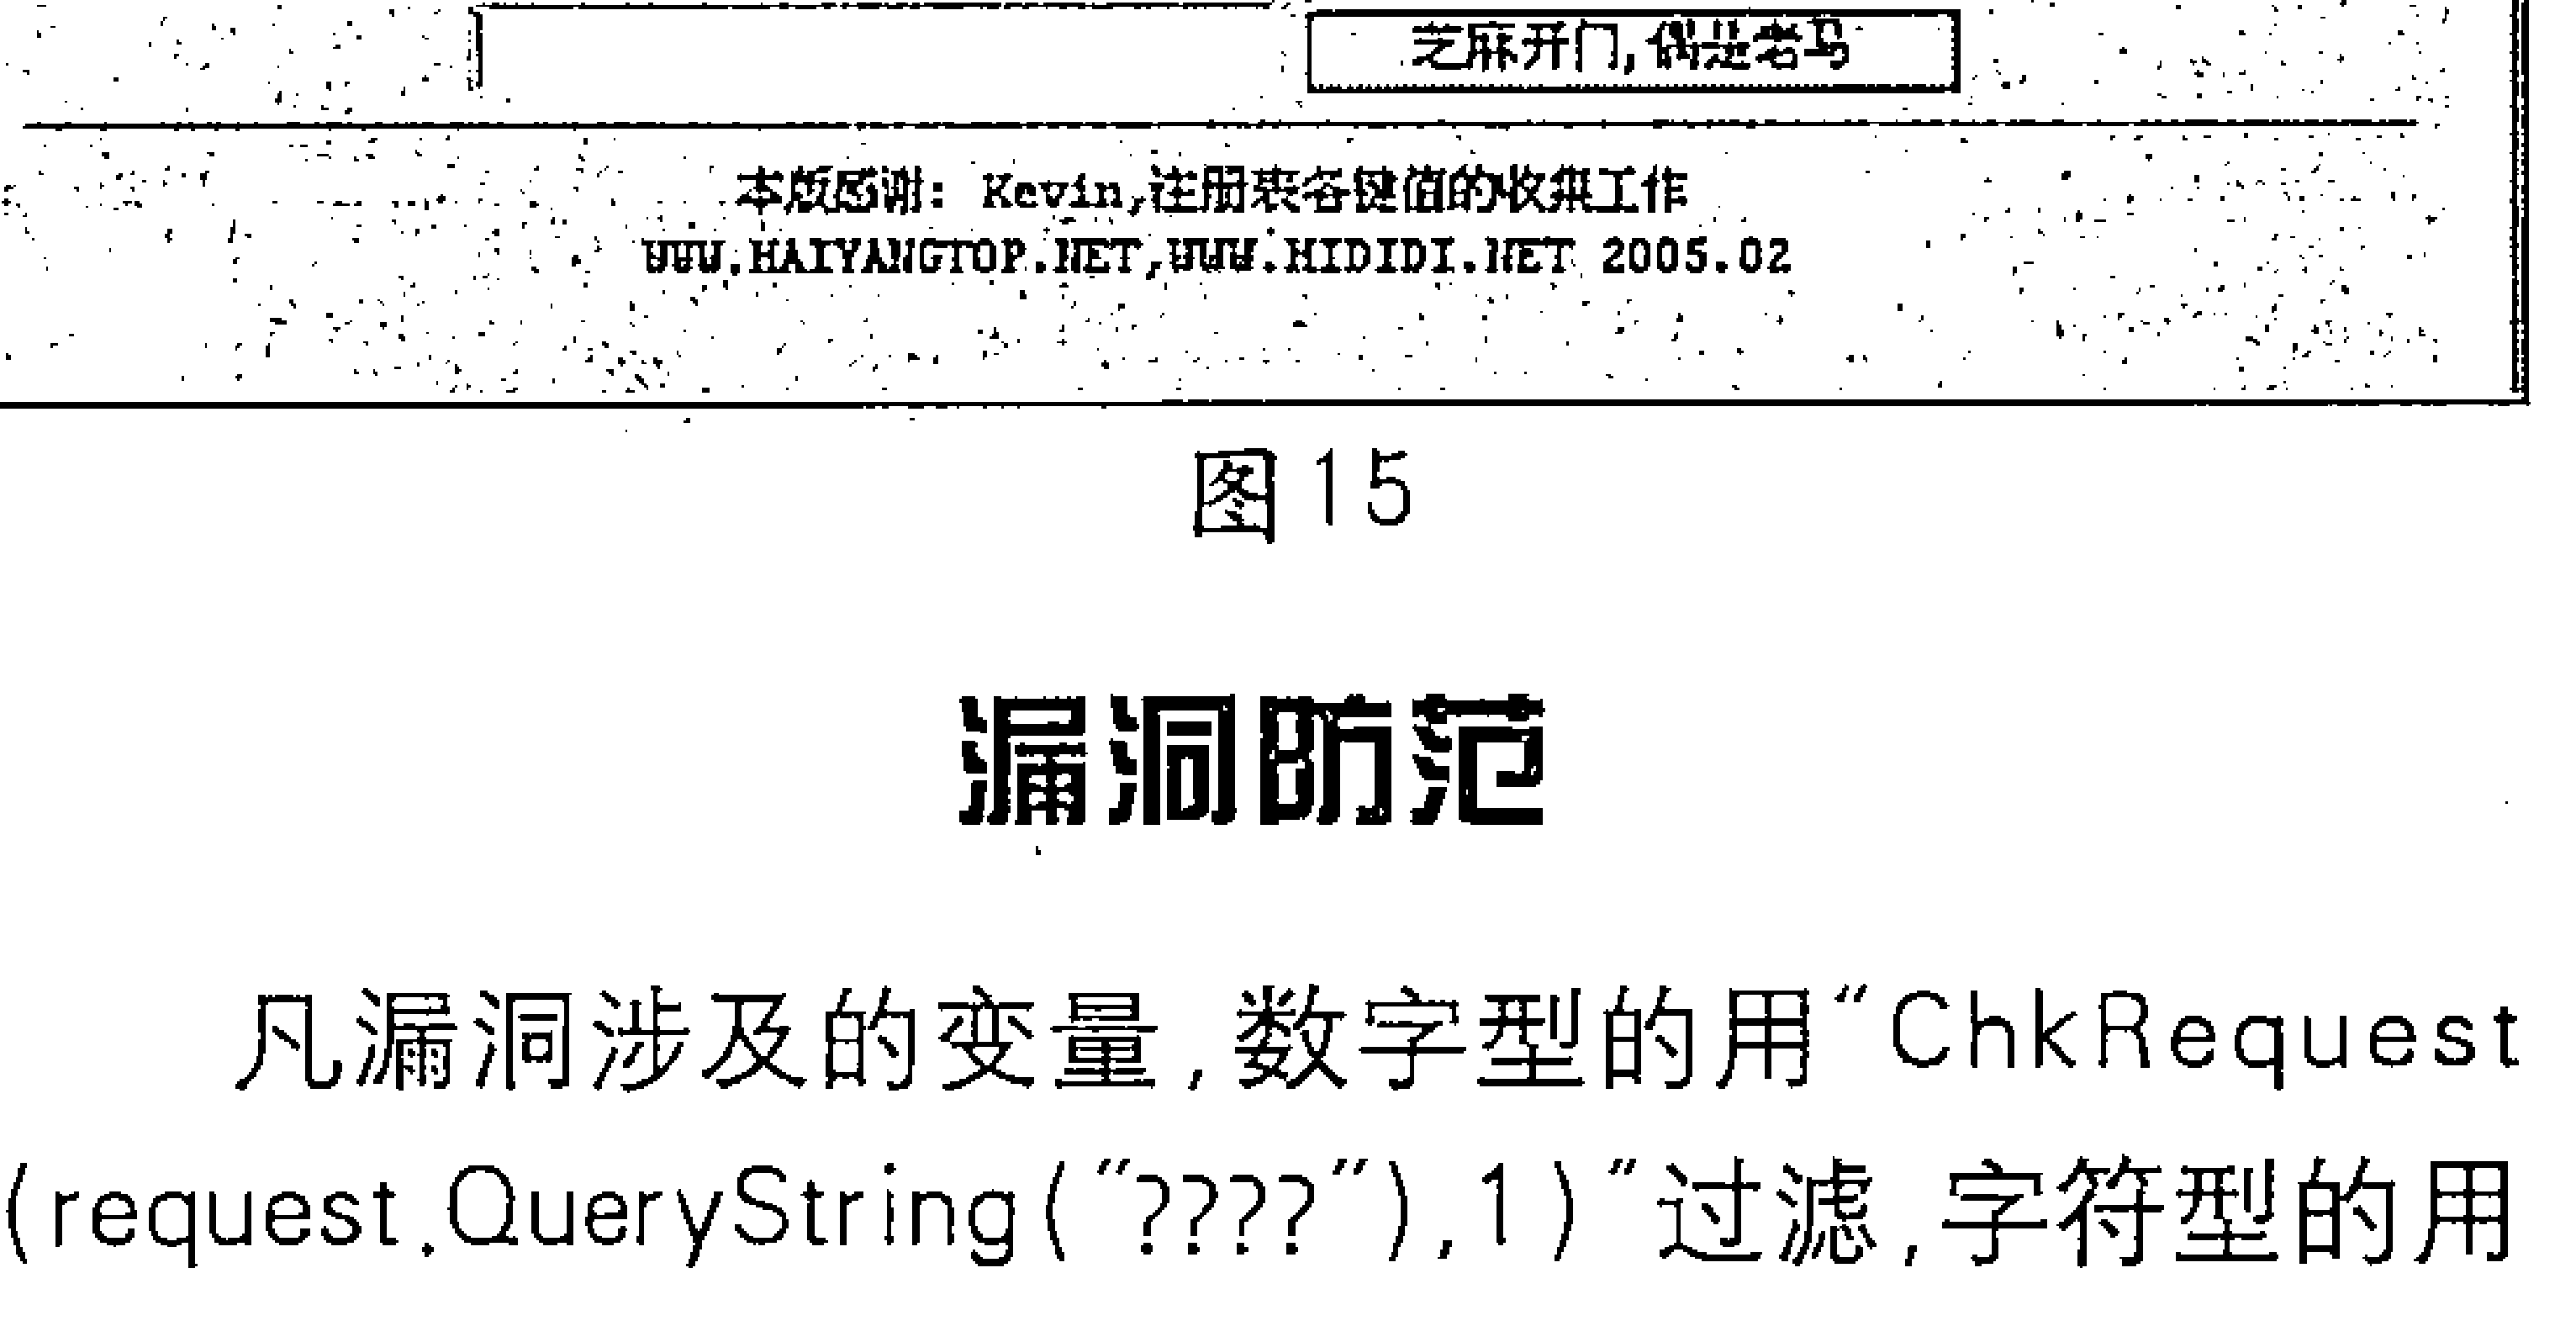 芝麻开门,偶是老马
本版感谢: Kevin,注册表各键值的收集工作
WWW.HAIYANGTOP.NET,WWW.HIDIDI.NET 2005.02
图15
漏洞防范
凡漏洞涉及的变量,数字型的用“ChkRequest
(request.QueryString("????"),1)”过滤,字符型的用